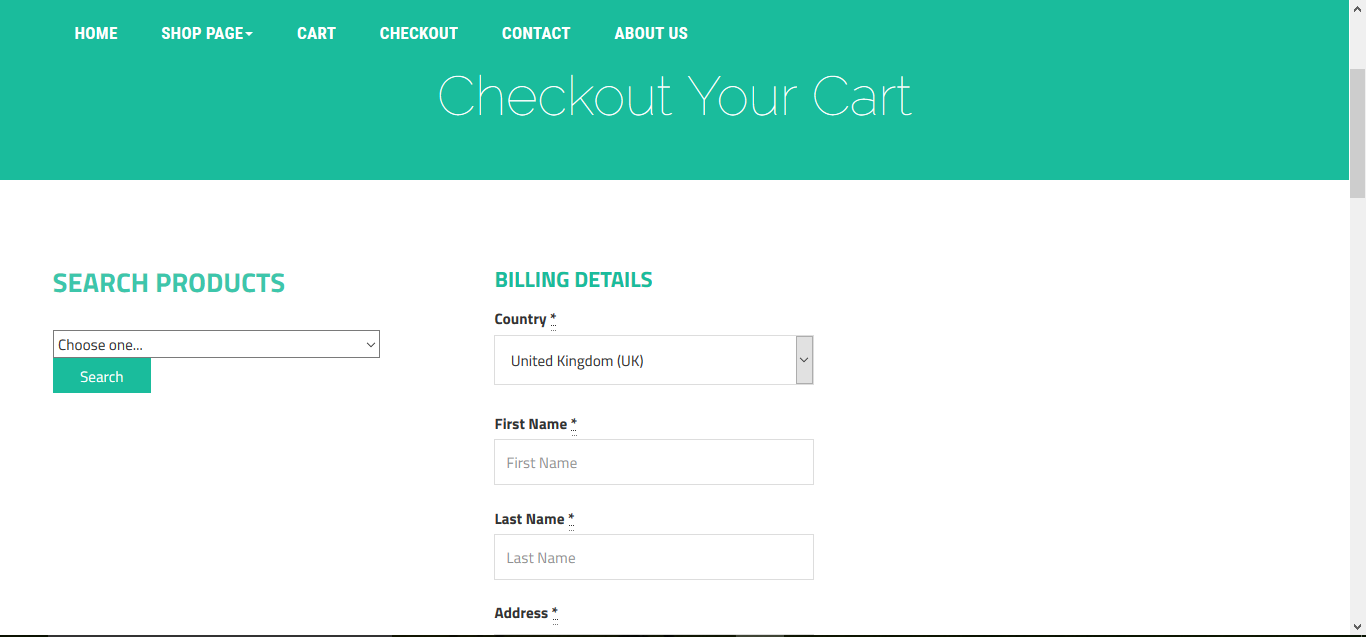 HOME SHOP PAGE CART CHECKOUT CONTACT ABOUT US
Checkout Your Cart
SEARCH PRODUCTS
Choose one...
Search
BILLING DETAILS
Country *
United Kingdom (UK)
First Name *
First Name
Last Name *
Last Name
Address *